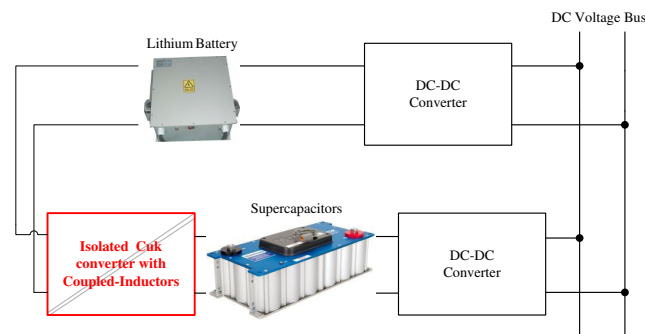 DC Voltage Bus
Lithium Battery
DC-DC
Converter
Supercapacitors
Isolated Cuk
converter with
Coupled-Inductors
DC-DC
Converter